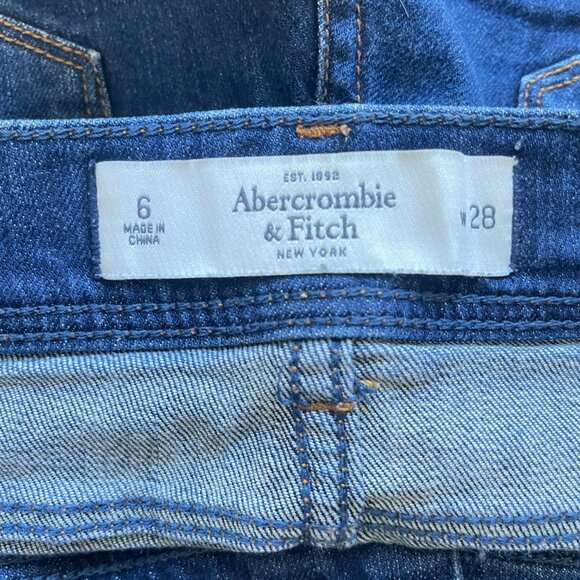 EST. 1892
Abercrombie
& Fitch
NEW YORK
6
MADE IN
CHINA
W28